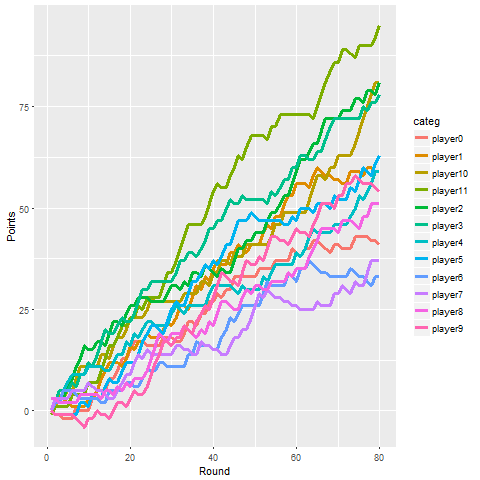 Points
75
50
25
0
0
20
40
60
80
Round
categ
player0
player1
player10
player11
player2
player3
player4
player5
player6
player7
player8
player9